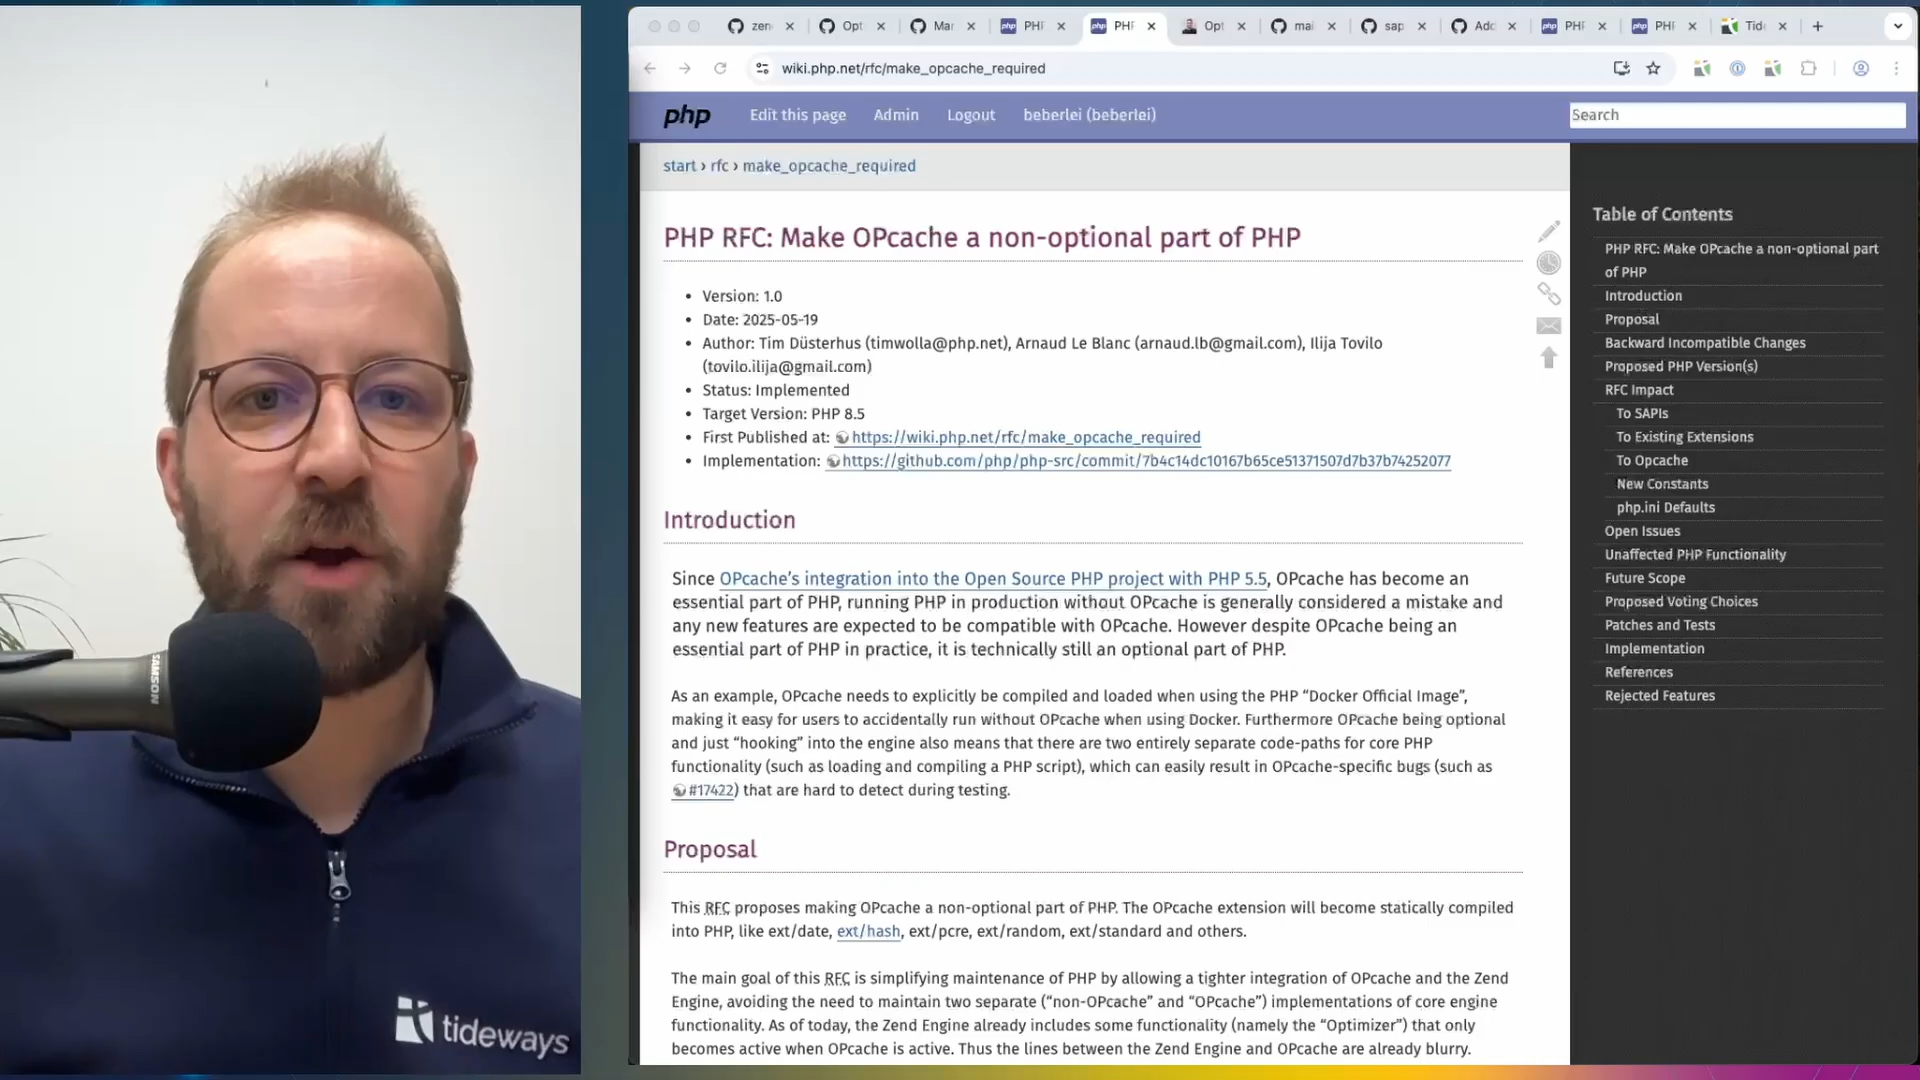 zen
Opt
Mar
PHP
PHP
Opt
mai
sap
Add
PHP
PHP
Tid
wiki.php.net/rfc/make_opcache_required
php
Edit this page
Admin
Logout
beberlei (beberlei)
Search
start › rfc › make_opcache_required
PHP RFC: Make OPcache a non-optional part of PHP
• Version: 1.0
• Date: 2025-05-19
• Author: Tim Düsterhus (timwolla@php.net), Arnaud Le Blanc (arnaud.lb@gmail.com), Ilija Tovilo
(tovilo.ilija@gmail.com)
• Status: Implemented
• Target Version: PHP 8.5
• First Published at: https://wiki.php.net/rfc/make_opcache_required
• Implementation: https://github.com/php/php-src/commit/7b4c14dc10167b65ce51371507d7b37b74252077
Introduction
Since OPcache’s integration into the Open Source PHP project with PHP 5.5, OPcache has become an
essential part of PHP, running PHP in production without OPcache is generally considered a mistake and
any new features are expected to be compatible with OPcache. However despite OPcache being an
essential part of PHP in practice, it is technically still an optional part of PHP.
As an example, OPcache needs to explicitly be compiled and loaded when using the PHP “Docker Official Image”,
making it easy for users to accidentally run without OPcache when using Docker. Furthermore OPcache being optional
and just “hooking” into the engine also means that there are two entirely separate code-paths for core PHP
functionality (such as loading and compiling a PHP script), which can easily result in OPcache-specific bugs (such as
#17422) that are hard to detect during testing.
Proposal
This RFC proposes making OPcache a non-optional part of PHP. The OPcache extension will become statically compiled
into PHP, like ext/date, ext/hash, ext/pcre, ext/random, ext/standard and others.
The main goal of this RFC is simplifying maintenance of PHP by allowing a tighter integration of OPcache and the Zend
Engine, avoiding the need to maintain two separate (“non-OPcache” and “OPcache”) implementations of core engine
functionality. As of today, the Zend Engine already includes some functionality (namely the “Optimizer”) that only
becomes active when OPcache is active. Thus the lines between the Zend Engine and OPcache are already blurry.
Table of Contents
PHP RFC: Make OPcache a non-optional part
of PHP
Introduction
Proposal
Backward Incompatible Changes
Proposed PHP Version(s)
RFC Impact
To SAPIs
To Existing Extensions
To Opcache
New Constants
php.ini Defaults
Open Issues
Unaffected PHP Functionality
Future Scope
Proposed Voting Choices
Patches and Tests
Implementation
References
Rejected Features
SAMSON
tideways